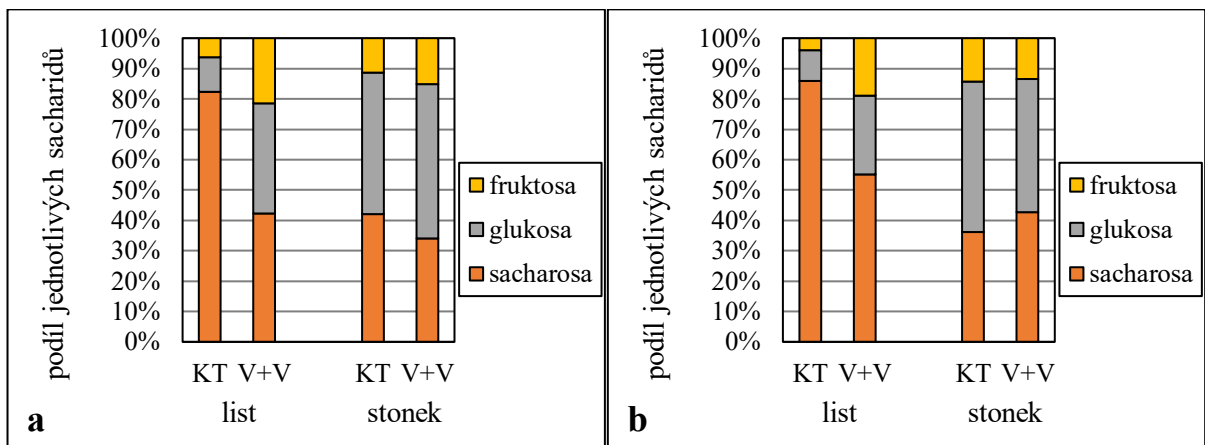 podíl jednotlivých sacharidů
100%
90%
80%
70%
60%
50%
40%
30%
20%
10%
0%
KT V+V KT V+V
list stonek
fruktosa
glukosa
sacharosa
a
podíl jednotlivých sacharidů
100%
90%
80%
70%
60%
50%
40%
30%
20%
10%
0%
KT V+V KT V+V
list stonek
fruktosa
glukosa
sacharosa
b